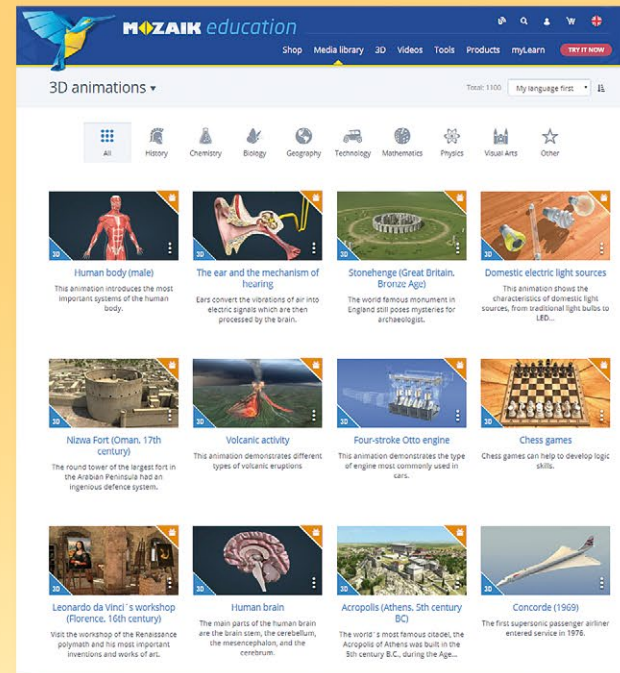 MOZAIK education
Shop Media library 3D Videos Tools Products myLearn TRY IT NOW
3D animations
Total: 1100 My language first
All History Chemistry Biology Geography Technology Mathematics Physics Visual Arts Other
3D 3D 3D 3D
Human body (male)
This animation introduces the most
important systems of the human
body.
The ear and the mechanism of
hearing
Ears convert the vibrations of air into
electric signals which are then
processed by the brain.
Stonehenge (Great Britain,
Bronze Age)
The world famous monument in
England still poses mysteries for
archaeologist.
Domestic electric light sources
This animation shows the
characteristics of domestic light
sources, from traditional light bulbs to
LED...
3D 3D 3D 3D
Nizwa Fort (Oman, 17th
century)
The round tower of the largest fort in
the Arabian Peninsula had an
ingenious defence system.
Volcanic activity
This animation demonstrates different
types of volcanic eruptions
Four-stroke Otto engine
This animation demonstrates the type
of engine most commonly used in
cars.
Chess games
Chess games can help to develop logic
skills.
3D 3D 3D 3D
Leonardo da Vinci`s workshop
(Florence, 16th century)
Visit the workshop of the Renaissance
polymath and his most important
inventions and works of art.
Human brain
The main parts of the human brain
are the brain stem, the cerebellum,
the mesencephalon, and the
cerebrum.
Acropolis (Athens, 5th century
BC)
The world`s most famous citadel, the
Acropolis of Athens was built in the
5th century B.C., during the Age...
Concorde (1969)
The first supersonic passenger airliner
entered service in 1976.